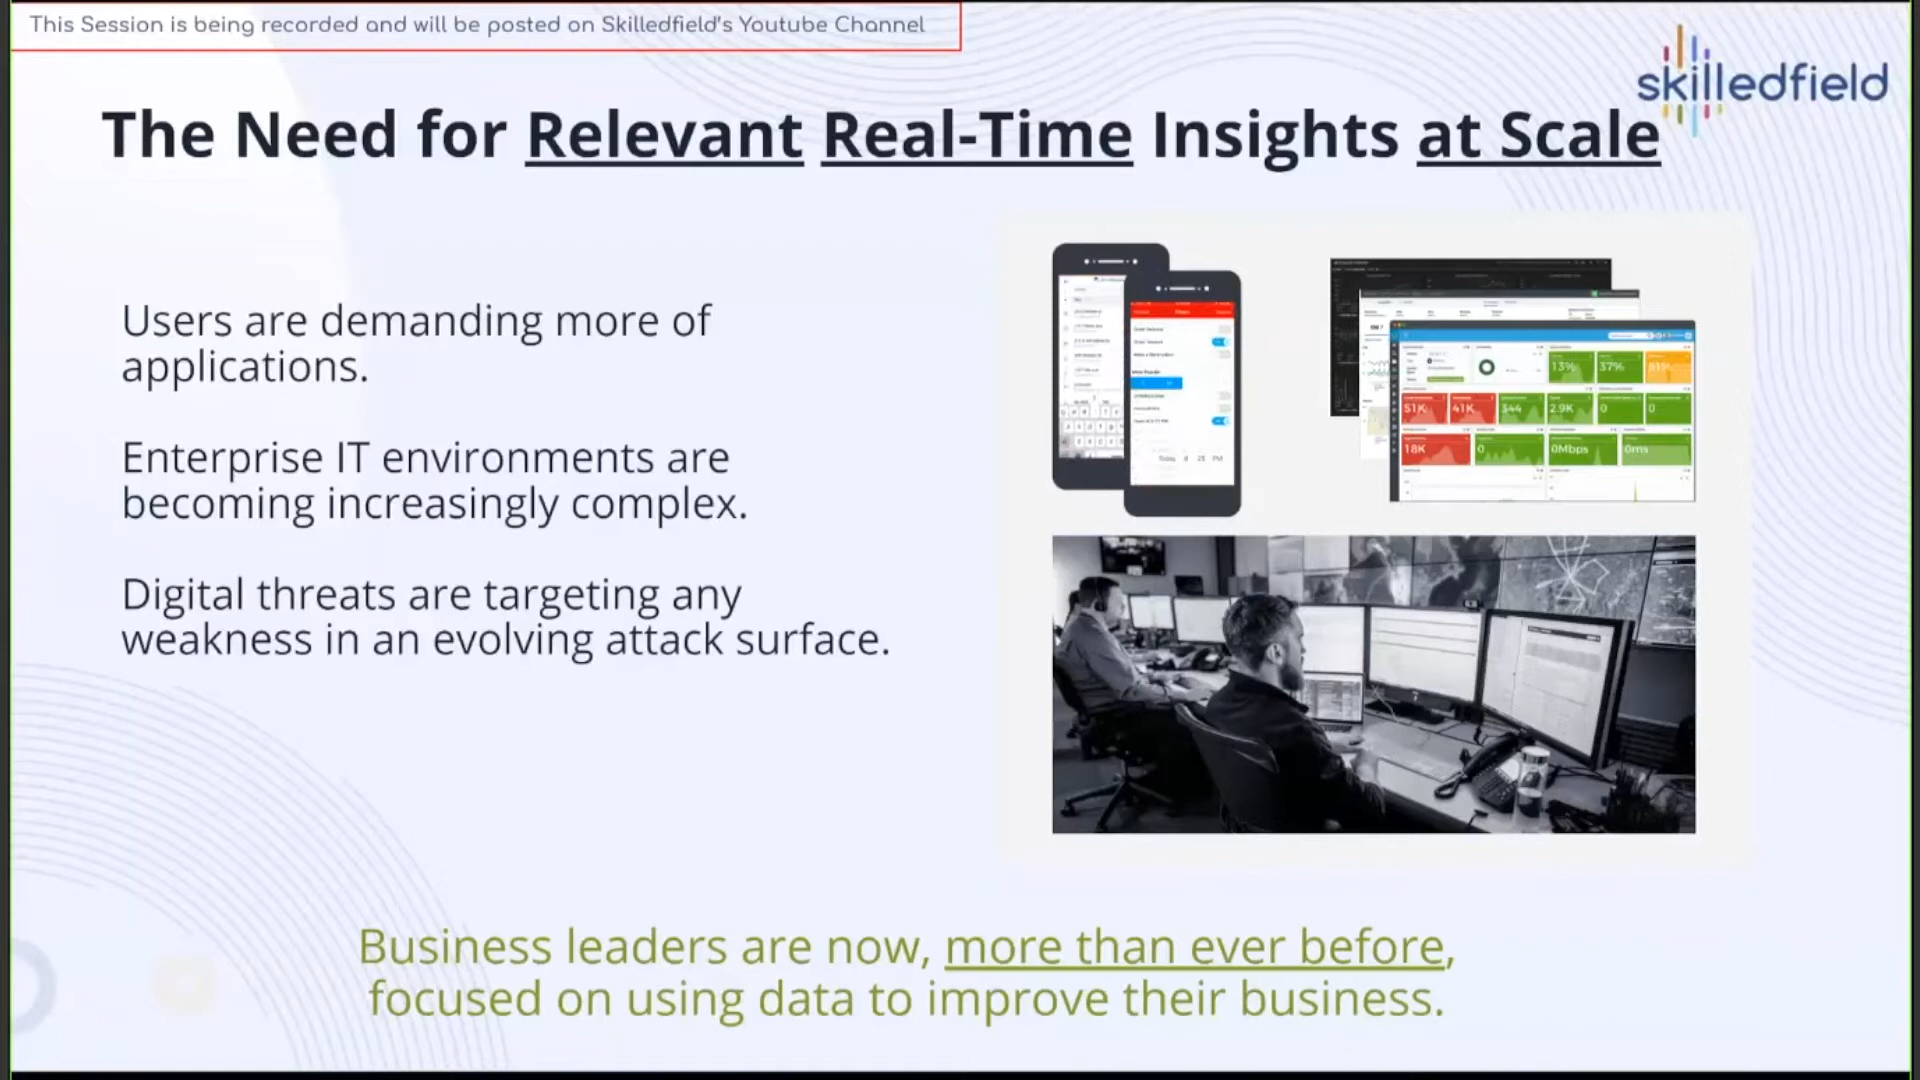 This Session is being recorded and will be posted on Skilledfield's Youtube Channel
skilledfield
The Need for Relevant Real-Time Insights at Scale
Users are demanding more of
applications.
Enterprise IT environments are
becoming increasingly complex.
Digital threats are targeting any
weakness in an evolving attack surface.
13% 37% 81%
51K 41K 344 2.9K 0 0
18K 0 0Mbps 0ms
Business leaders are now, more than ever before,
focused on using data to improve their business.